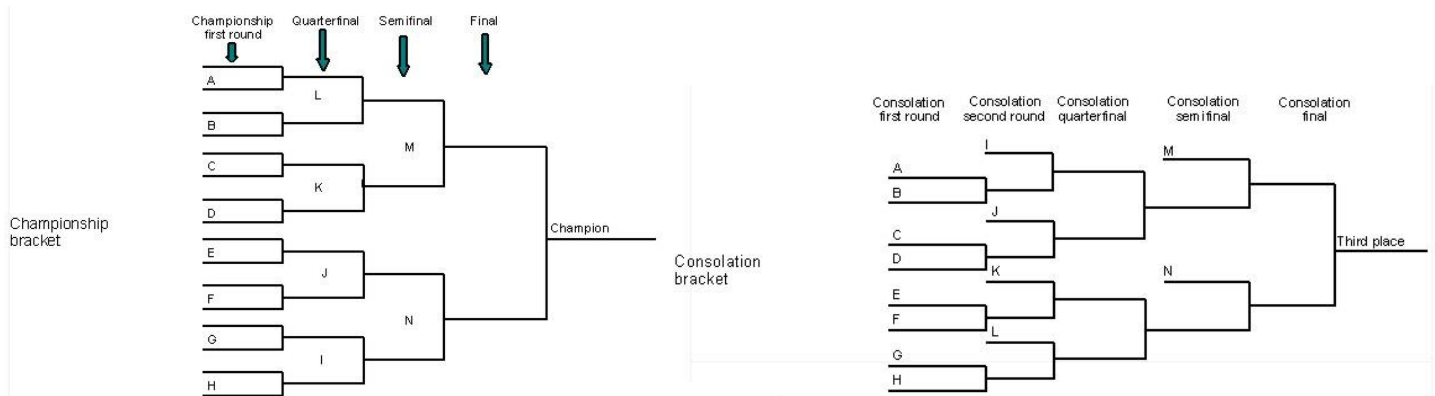 Championship
first round
Quarterfinal
Semifinal
Final
A
L
B
M
C
K
D
Championship
bracket
Champion
E
J
F
N
G
I
H
Consolation
first round
Consolation
second round
Consolation
quarterfinal
Consolation
semifinal
Consolation
final
I
M
A
B
J
C
D
Third place
Consolation
bracket
K
N
E
F
L
G
H